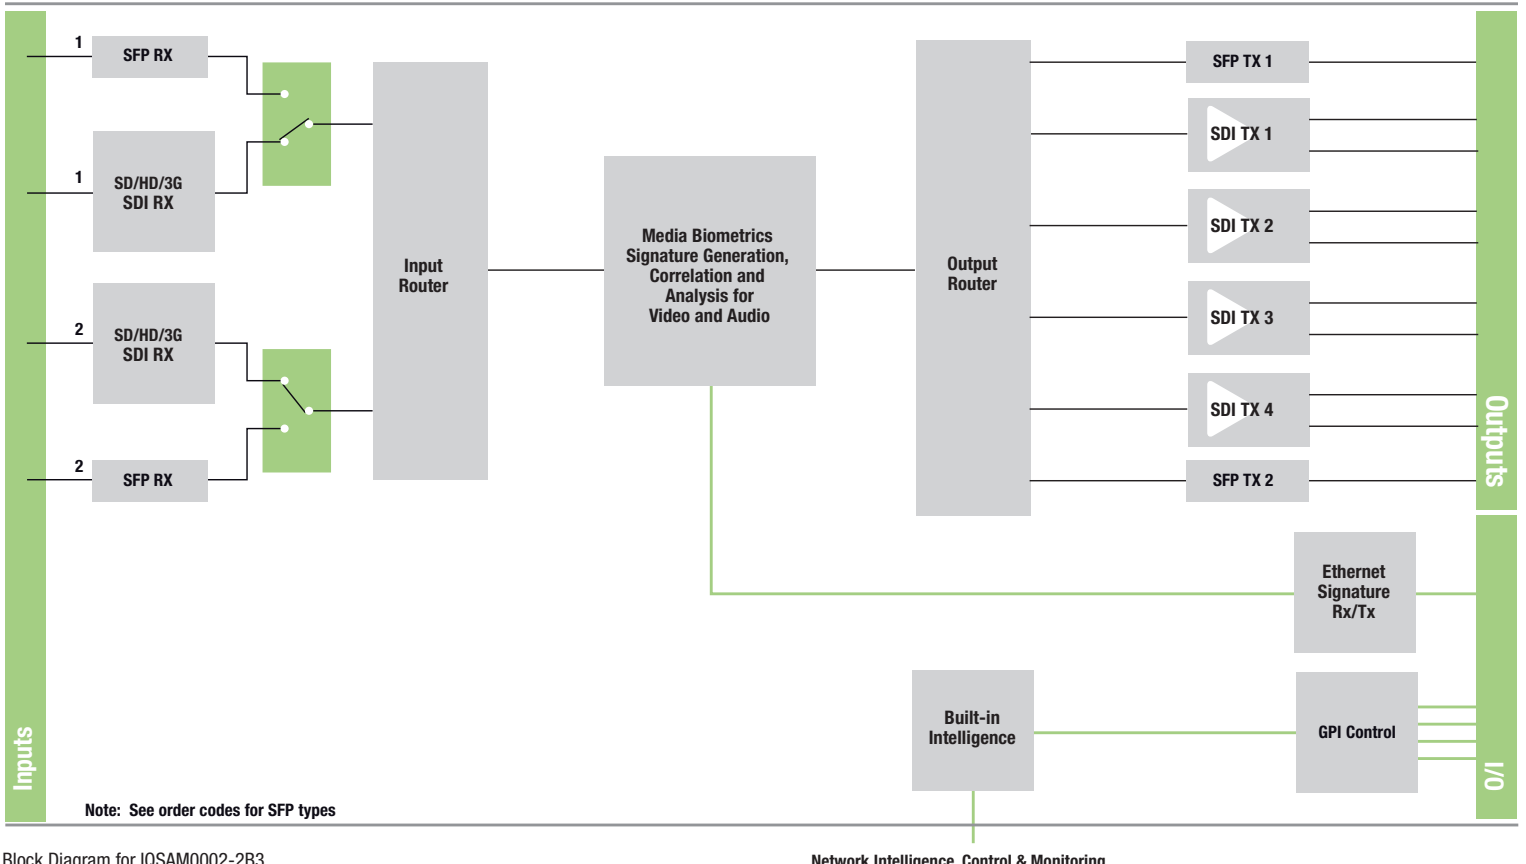 1
SFP RX
1
SD/HD/3G
SDI RX
2
SD/HD/3G
SDI RX
2
SFP RX
Input
Router
Media Biometrics
Signature Generation,
Correlation and
Analysis for
Video and Audio
Output
Router
SFP TX 1
SDI TX 1
SDI TX 2
SDI TX 3
SDI TX 4
SFP TX 2
Outputs
Ethernet
Signature
Rx/Tx
Built-in
Intelligence
GPI Control
I/O
Inputs
Note: See order codes for SFP types
Block Diagram for IQSAM0002-2B3
Network Intelligence, Control & Monitoring